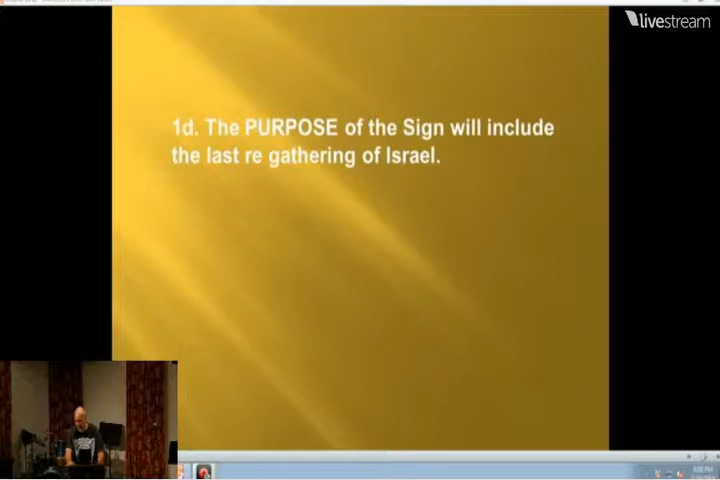 livestream
1d. The PURPOSE of the Sign will include
the last re gathering of Israel.